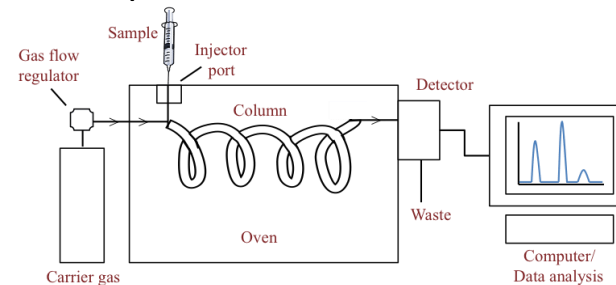 Sample
Gas flow
regulator
Injector
port
Column
Detector
Oven
Waste
Carrier gas
Computer/
Data analysis